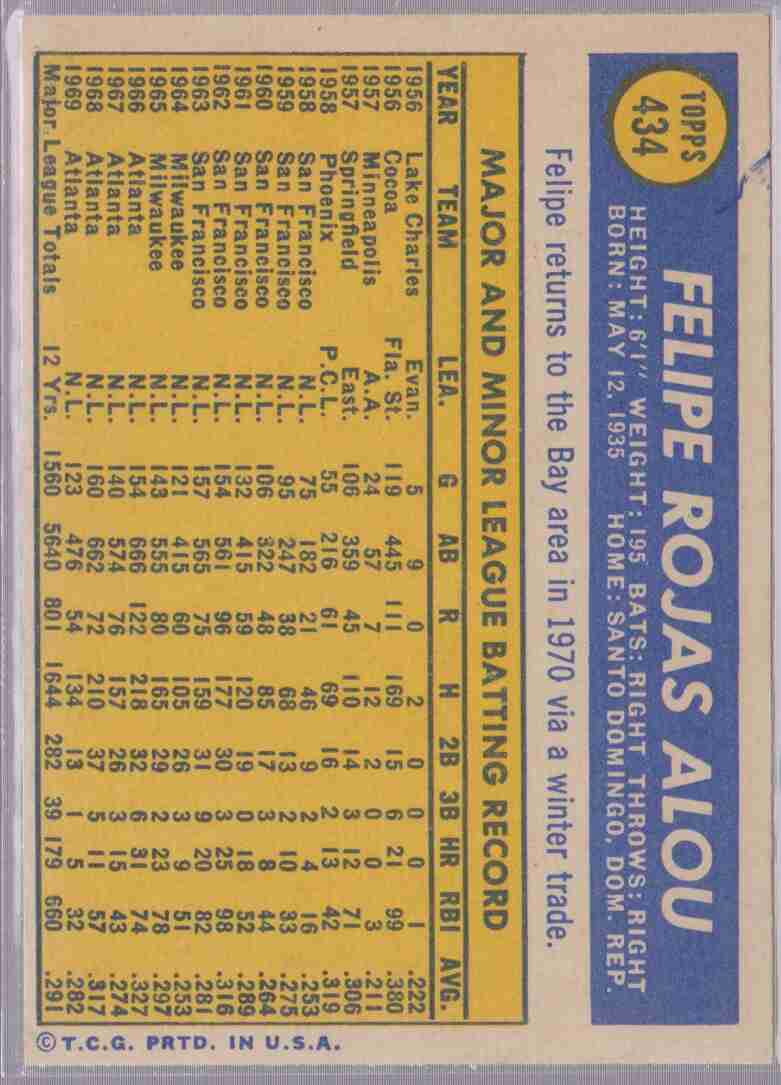 TOPPS
434
FELIPE ROJAS ALOU
HEIGHT: 6'1" WEIGHT: 195 BATS: RIGHT THROWS: RIGHT
BORN: MAY 12, 1935 HOME: SANTO DOMINGO, DOM. REP.
Felipe returns to the Bay area in 1970 via a winter trade.
MAJOR AND MINOR LEAGUE BATTING RECORD
YEAR TEAM LEA. G AB R H 2B 3B HR RBI AVG.
1956 Lake Charles Evan. 5 9 0 2 0 0 0 1 .222
1956 Cocoa Fla. St. 119 445 111 169 15 6 21 99 .380
1957 Minneapolis A.A. 24 57 7 12 2 0 0 3 .211
1957 Springfield East. 106 359 45 110 14 3 12 71 .306
1958 Phoenix P.C.L. 55 216 61 69 16 2 13 42 .319
1958 San Francisco N.L. 75 182 21 46 9 2 4 16 .253
1959 San Francisco N.L. 95 247 38 68 13 2 10 33 .275
1960 San Francisco N.L. 106 322 48 85 17 3 8 44 .264
1961 San Francisco N.L. 132 415 59 120 19 0 18 52 .289
1962 San Francisco N.L. 154 561 96 177 30 3 25 98 .316
1963 San Francisco N.L. 157 565 75 159 31 9 20 82 .281
1964 Milwaukee N.L. 121 415 60 105 26 3 9 51 .253
1965 Milwaukee N.L. 143 555 80 165 29 2 23 78 .297
1966 Atlanta N.L. 154 666 122 218 32 6 31 74 .327
1967 Atlanta N.L. 140 574 76 157 26 3 15 43 .274
1968 Atlanta N.L. 160 662 72 210 37 5 11 57 .317
1969 Atlanta N.L. 123 476 54 134 13 1 5 32 .282
Major League Totals 12 Yrs. 1560 5640 801 1644 282 39 179 660 .291
© T.C.G. PRTD. IN U.S.A.